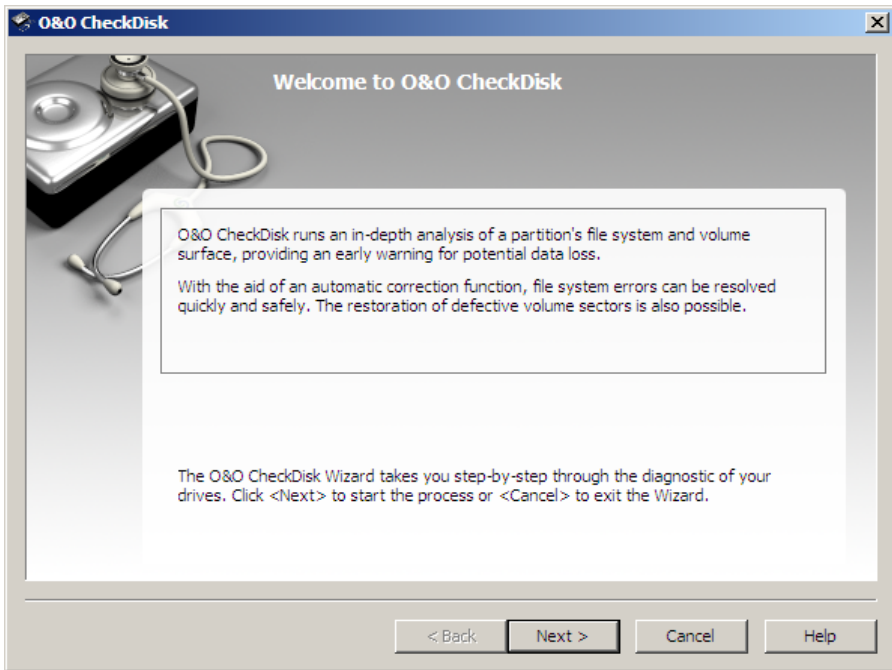 O&O CheckDisk
Welcome to O&O CheckDisk
O&O CheckDisk runs an in-depth analysis of a partition's file system and volume
surface, providing an early warning for potential data loss.
With the aid of an automatic correction function, file system errors can be resolved
quickly and safely. The restoration of defective volume sectors is also possible.
The O&O CheckDisk Wizard takes you step-by-step through the diagnostic of your
drives. Click <Next> to start the process or <Cancel> to exit the Wizard.
< Back Next > Cancel Help